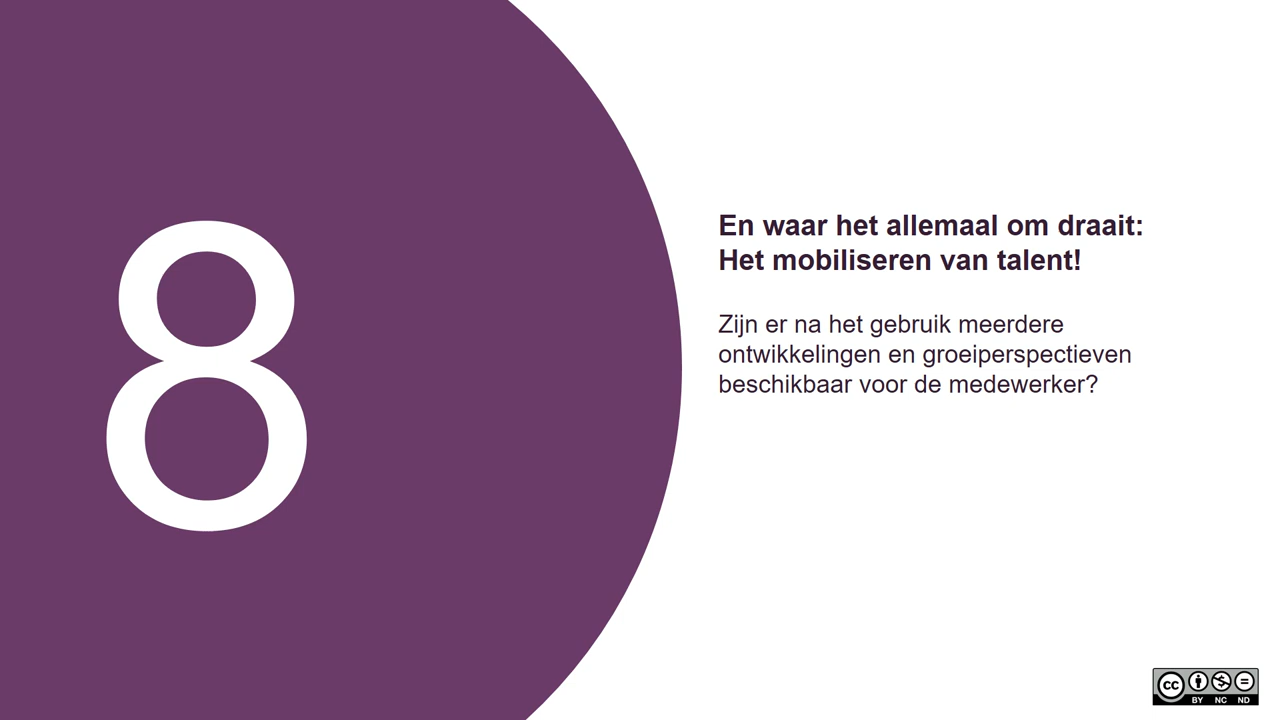 8
En waar het allemaal om draait:
Het mobiliseren van talent!
Zijn er na het gebruik meerdere
ontwikkelingen en groeiperspectieven
beschikbaar voor de medewerker?
cc
BY NC ND